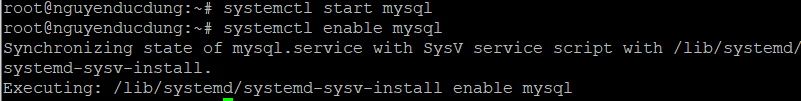 root@nguyenducdung:~# systemctl start mysql
root@nguyenducdung:~# systemctl enable mysql
Synchronizing state of mysql.service with SysV service script with /lib/systemd/
systemd-sysv-install.
Executing: /lib/systemd/systemd-sysv-install enable mysql